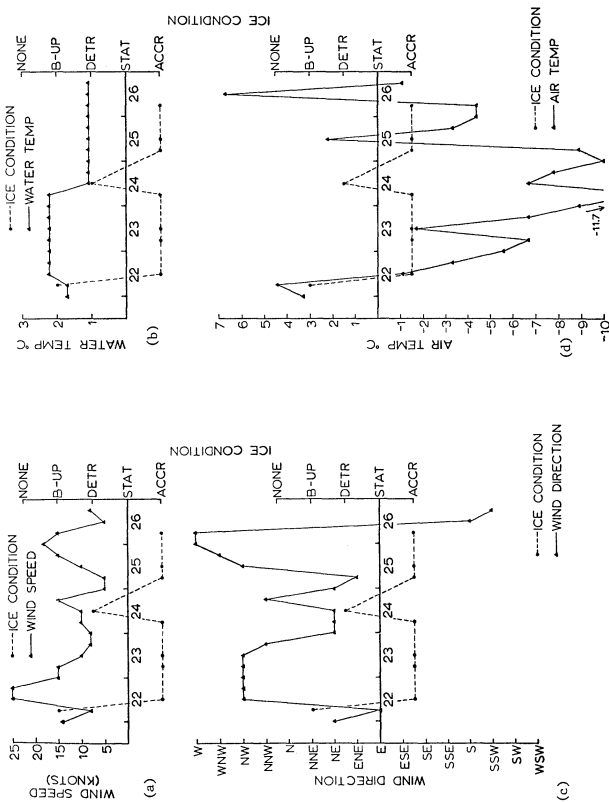 WIND SPEED
(KNOTS)
25
20
15
10
5
0
(a)
ICE CONDITION
WIND SPEED
22
23
24
25
26
NONE
B-UP
DETR
STAT
ACCR
ICE CONDITION
WATER TEMP °C
3
2
1
(b)
ICE CONDITION
WATER TEMP
22
23
24
25
26
NONE
B-UP
DETR
STAT
ACCR
ICE CONDITION
WIND DIRECTION
W
WNW
NW
NNW
N
NNE
NE
ENE
E
ESE
SE
SSE
S
SSW
SW
WSW
(c)
22
23
24
25
26
NONE
B-UP
DETR
STAT
ACCR
ICE CONDITION
ICE CONDITION
WIND DIRECTION
AIR TEMP °C
7
6
5
4
3
2
1
-1
-2
-3
-4
-5
-6
-7
-8
-9
-10
(d)
-11.7
22
23
24
25
26
NONE
B-UP
DETR
STAT
ACCR
ICE CONDITION
ICE CONDITION
AIR TEMP